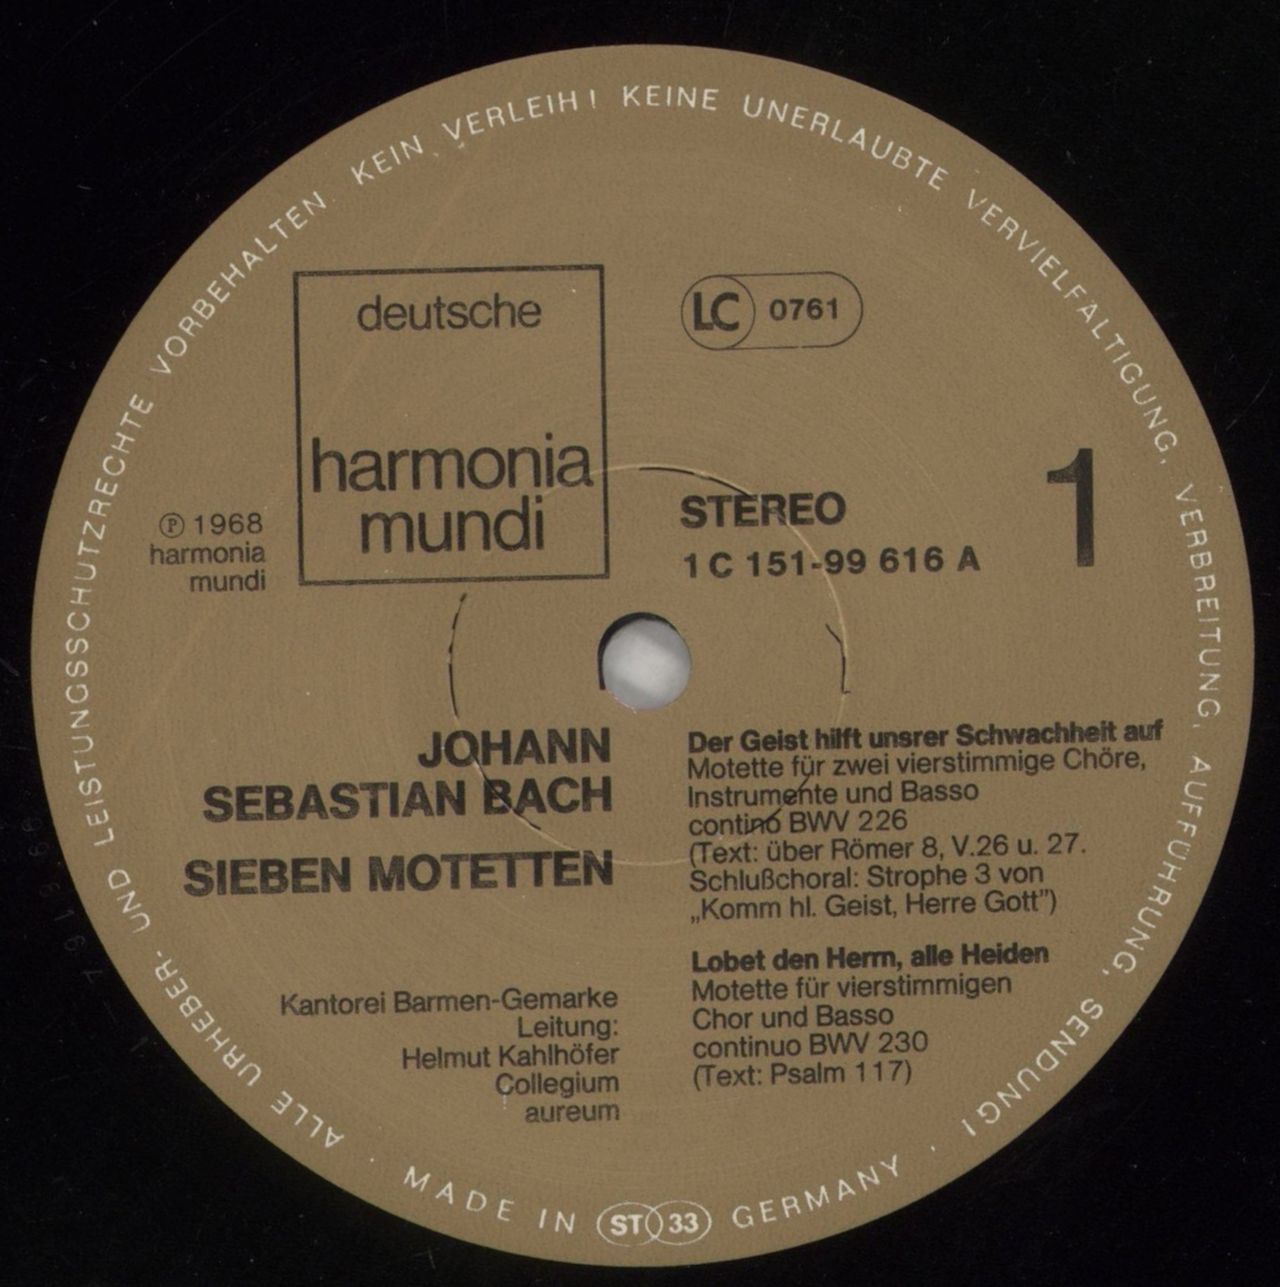 ALLE URHEBER- UND LEISTUNGSSCHUTZRECHTE VORBEHALTEN · KEIN VERLEIH! KEINE UNERLAUBTE VERVIELFÄLTIGUNG, VERBREITUNG, AUFFÜHRUNG, SENDUNG!
deutsche
harmonia
mundi
LC 0761
℗ 1968
harmonia
mundi
STEREO
1 C 151-99 616 A
1
JOHANN
SEBASTIAN BACH
SIEBEN MOTETTEN
Kantorei Barmen-Gemarke
Leitung:
Helmut Kahlhöfer
Collegium
aureum
Der Geist hilft unsrer Schwachheit auf
Motette für zwei vierstimmige Chöre,
Instrumente und Basso
contino BWV 226
(Text: über Römer 8, V.26 u. 27.
Schlußchoral: Strophe 3 von
„Komm hl. Geist, Herre Gott”)
Lobet den Herrn, alle Heiden
Motette für vierstimmigen
Chor und Basso
continuo BWV 230
(Text: Psalm 117)
· MADE IN ST 33 GERMANY ·